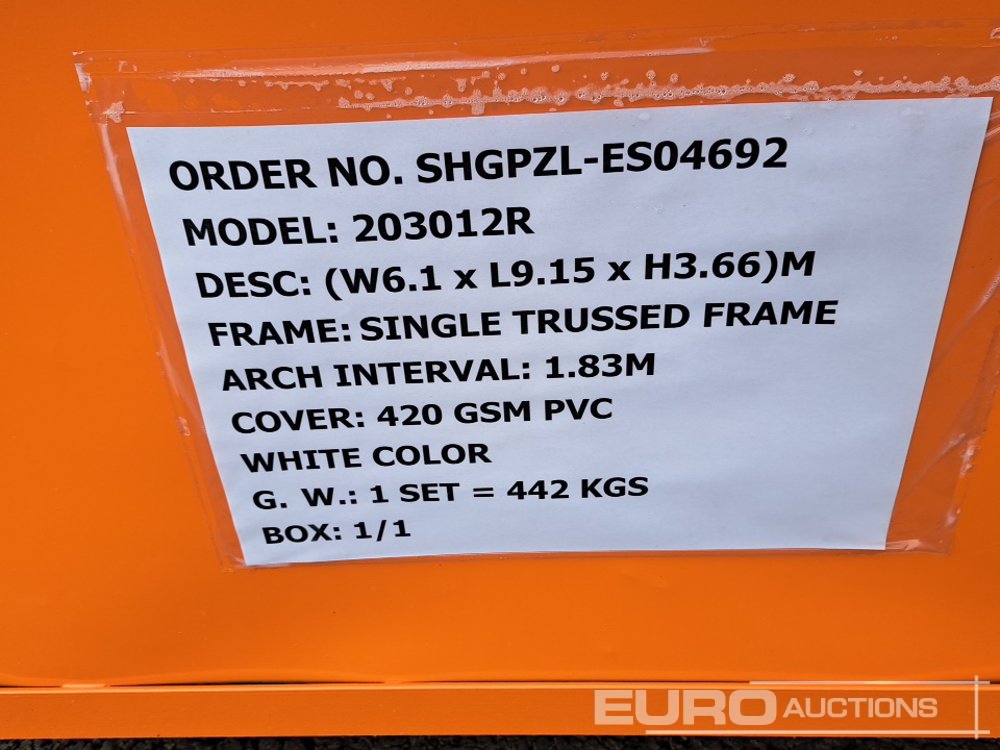 ORDER NO. SHGPZL-ES04692
MODEL: 203012R
DESC: (W6.1 x L9.15 x H3.66)M
FRAME: SINGLE TRUSSED FRAME
ARCH INTERVAL: 1.83M
COVER: 420 GSM PVC
WHITE COLOR
G. W.: 1 SET = 442 KGS
BOX: 1/1
EURO AUCTIONS